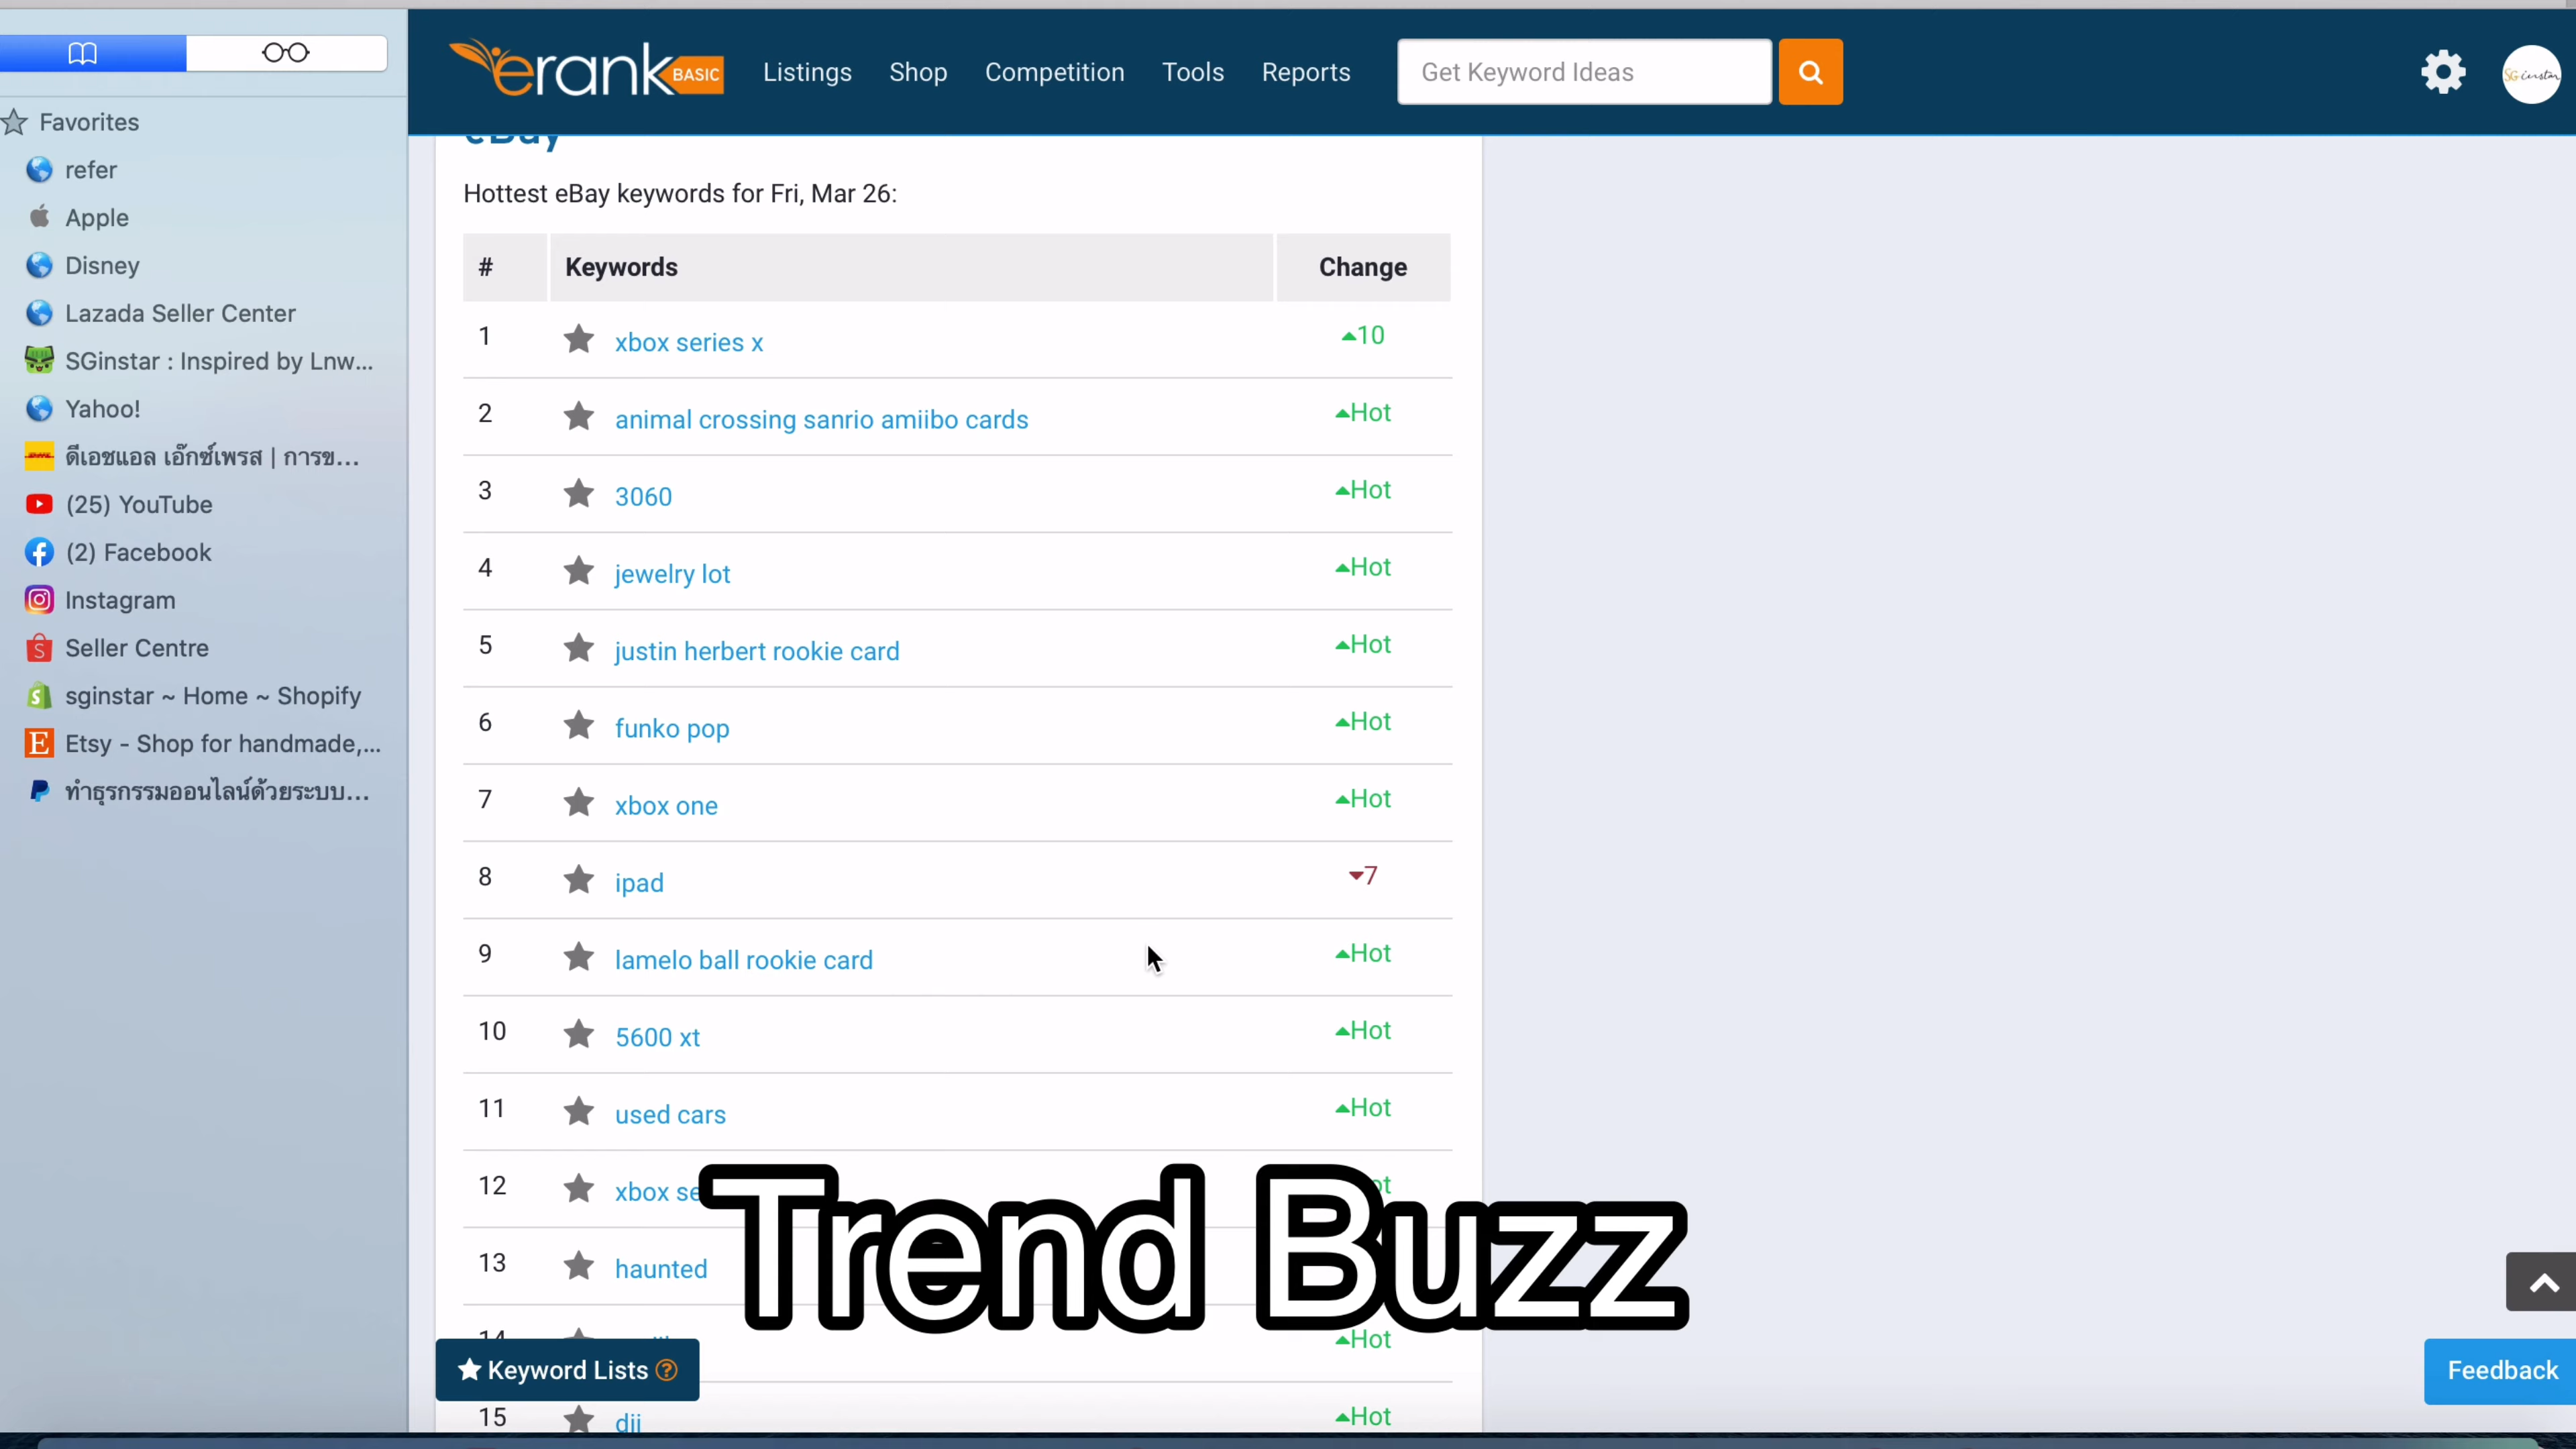 erank BASIC
Listings
Shop
Competition
Tools
Reports
Get Keyword Ideas
SG instar
Favorites
refer
Apple
Disney
Lazada Seller Center
SGinstar : Inspired by Lnw...
Yahoo!
ดีเอชแอล เอ๊กซ์เพรส | การข...
(25) YouTube
(2) Facebook
Instagram
Seller Centre
sginstar ~ Home ~ Shopify
E Etsy - Shop for handmade,...
ทำธุรกรรมออนไลน์ด้วยระบบ...
eBay
Hottest eBay keywords for Fri, Mar 26:
# Keywords Change
1 xbox series x 10
2 animal crossing sanrio amiibo cards Hot
3 3060 Hot
4 jewelry lot Hot
5 justin herbert rookie card Hot
6 funko pop Hot
7 xbox one Hot
8 ipad 7
9 lamelo ball rookie card Hot
10 5600 xt Hot
11 used cars Hot
12 xbox
13 haunted
14 Hot
15 dji Hot
Trend Buzz
Keyword Lists ?
Feedback